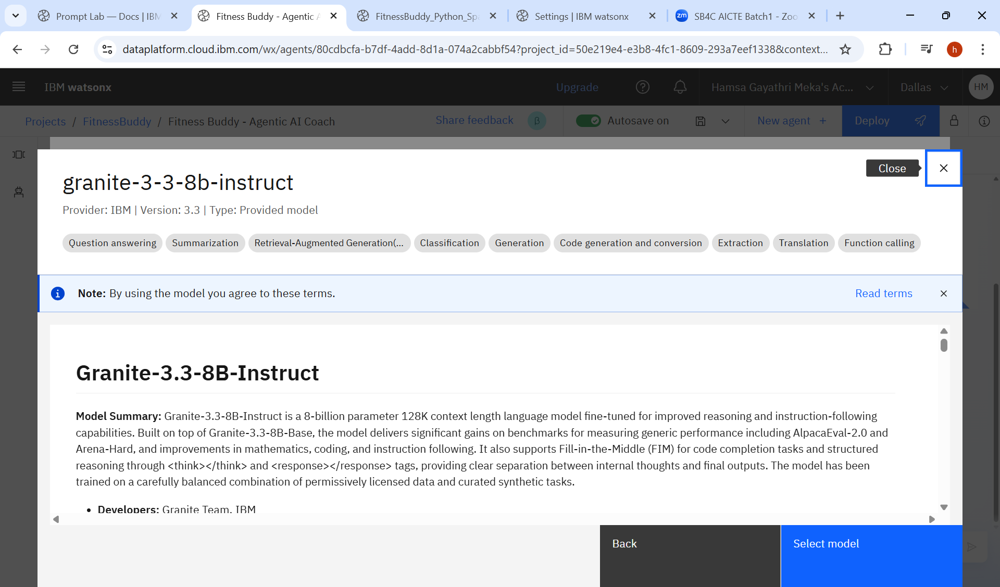 Prompt Lab — Docs | IBM
Fitness Buddy - Agentic A
FitnessBuddy_Python_Sp
Settings | IBM watsonx
zm
SB4C AICTE Batch1 - Zoo
dataplatform.cloud.ibm.com/wx/agents/80cdbcfa-b7df-4add-8d1a-074a2cabbf54?project_id=50e219e4-e3b8-4fc1-8609-293a7eef1338&context...
h
IBM watsonx
Upgrade
Hamsa Gayathri Meka's Ac...
Dallas
HM
Projects / FitnessBuddy / Fitness Buddy - Agentic AI Coach
Share feedback
β
Autosave on
New agent +
Deploy
granite-3-3-8b-instruct
Close
Provider: IBM | Version: 3.3 | Type: Provided model
Question answering
Summarization
Retrieval-Augmented Generation(...
Classification
Generation
Code generation and conversion
Extraction
Translation
Function calling
Note: By using the model you agree to these terms.
Read terms
Granite-3.3-8B-Instruct
Model Summary: Granite-3.3-8B-Instruct is a 8-billion parameter 128K context length language model fine-tuned for improved reasoning and instruction-following
capabilities. Built on top of Granite-3.3-8B-Base, the model delivers significant gains on benchmarks for measuring generic performance including AlpacaEval-2.0 and
Arena-Hard, and improvements in mathematics, coding, and instruction following. It also supports Fill-in-the-Middle (FIM) for code completion tasks and structured
reasoning through <think></think> and <response></response> tags, providing clear separation between internal thoughts and final outputs. The model has been
trained on a carefully balanced combination of permissively licensed data and curated synthetic tasks.
• Developers: Granite Team, IBM
Back
Select model